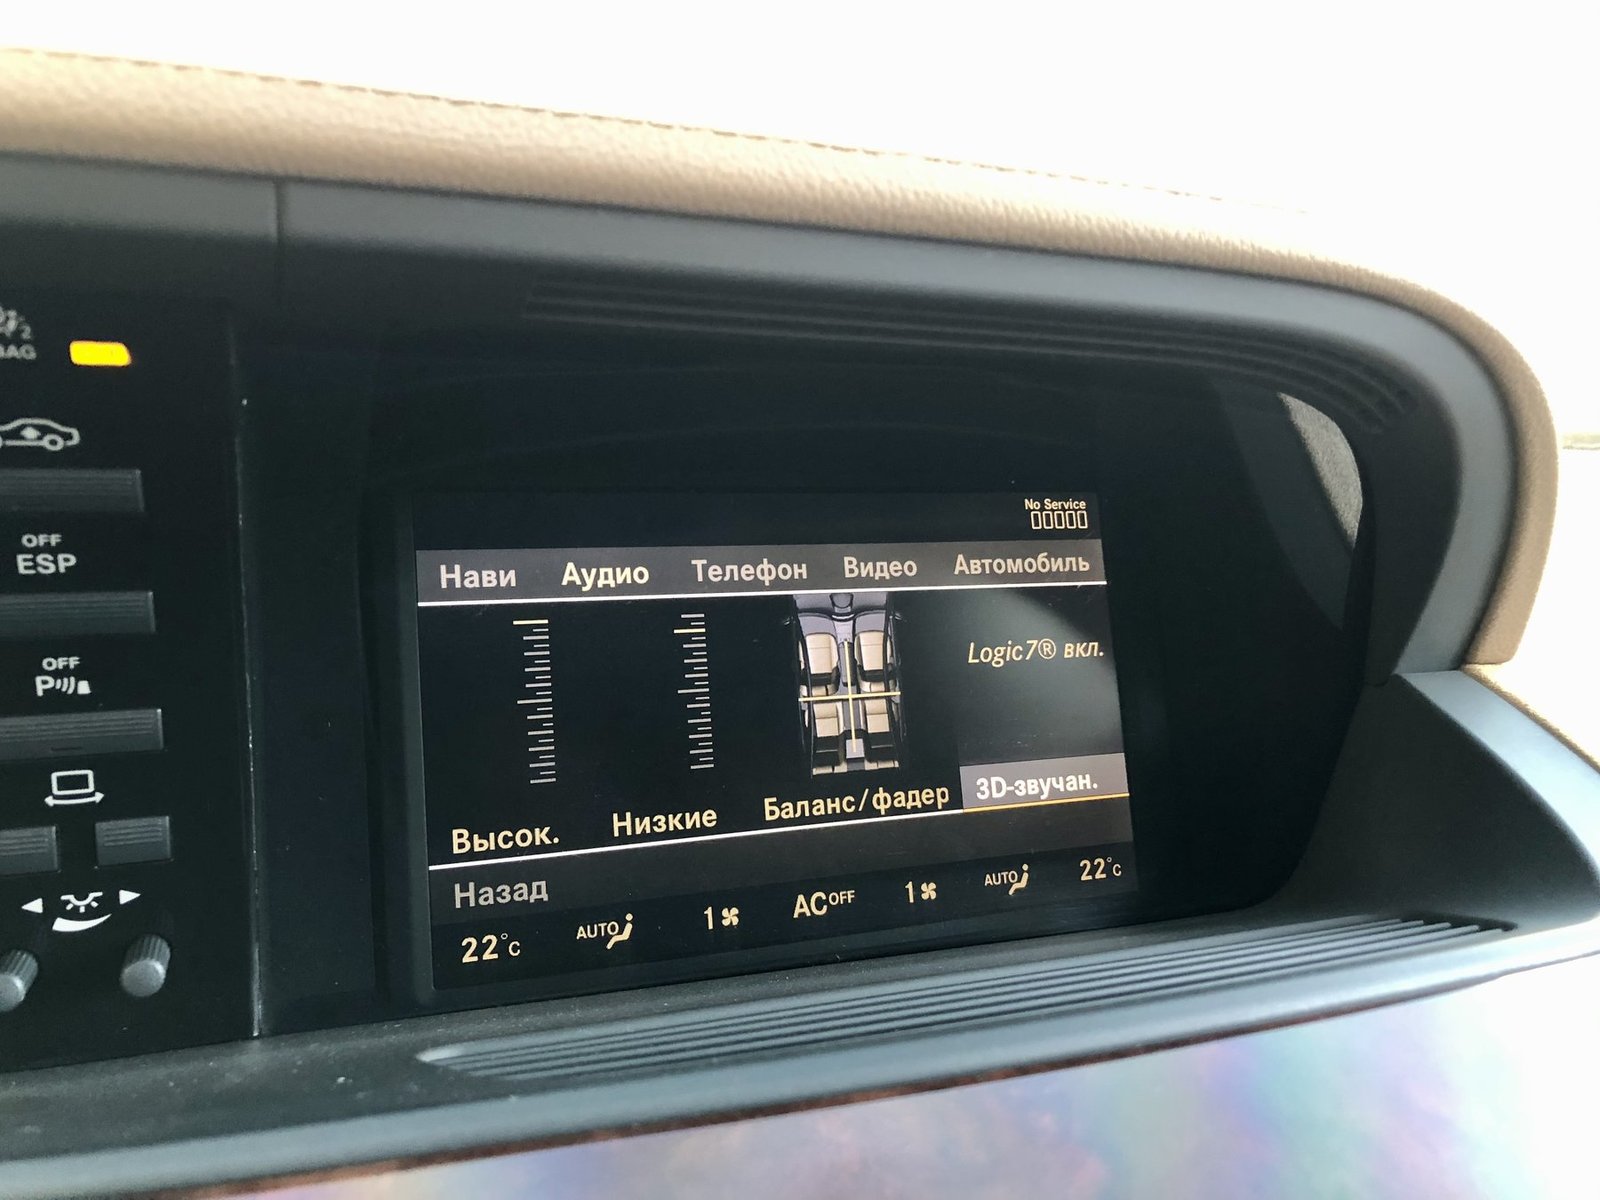 OFF
ESP
OFF
P
No Service
Нави Аудио Телефон Видео Автомобиль
Logic7® вкл.
Высок. Низкие Баланс/фадер 3D-звучан.
Назад
22°C AUTO 1 AC OFF 1 AUTO 22°C